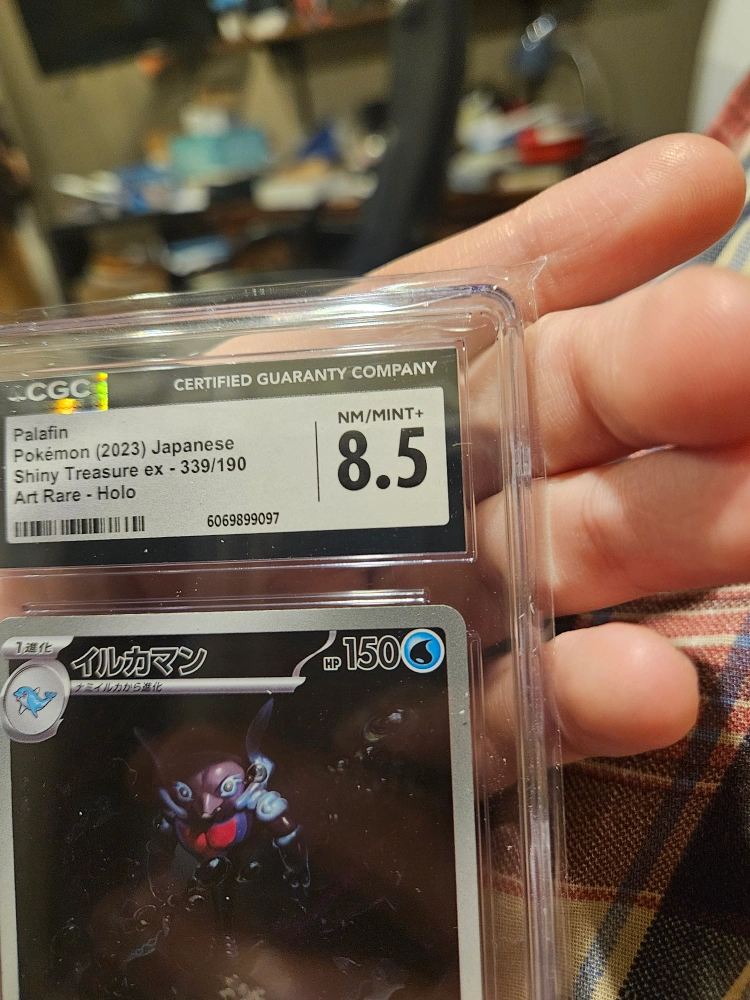 CGC
CERTIFIED GUARANTY COMPANY
Palafin
Pokémon (2023) Japanese
Shiny Treasure ex - 339/190
Art Rare - Holo
6069899097
NM/MINT+
8.5
1進化
イルカマン
HP 150
ナミイルカから進化